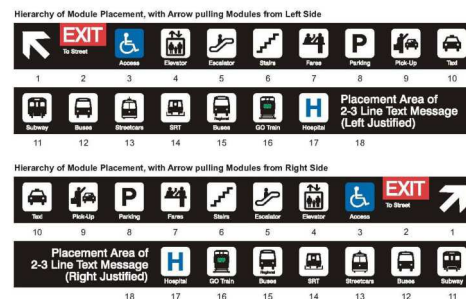 Hierarchy of Module Placement, with Arrow pulling Modules from Left Side
EXIT
To Street
Access Elevator Escalator Stairs Fares P Parking Pick-Up Taxi
1 2 3 4 5 6 7 8 9 10
Subway Buses Streetcars SRT Buses GO Train H Hospital
Placement Area of
2-3 Line Text Message
(Left Justified)
11 12 13 14 15 16 17 18
Hierarchy of Module Placement, with Arrow pulling Modules from Right Side
EXIT
To Street
Taxi Pick-Up P Parking Fares Stairs Escalator Elevator Access
10 9 8 7 6 5 4 3 2 1
Placement Area of
2-3 Line Text Message
(Right Justified)
H Hospital GO Train Buses SRT Streetcars Buses Subway
18 17 16 15 14 13 12 11